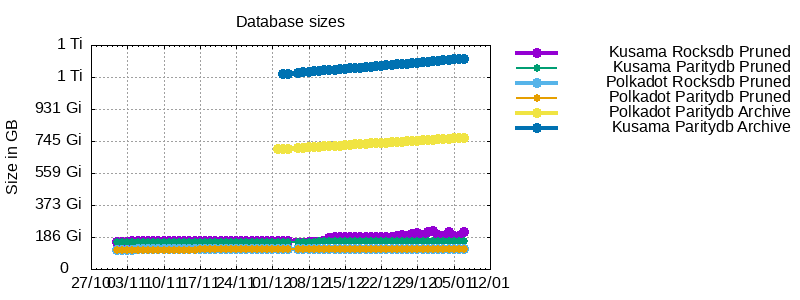 Database sizes
1 Ti
1 Ti
931 Gi
745 Gi
559 Gi
373 Gi
186 Gi
0
Size in GB
27/10 03/11 10/11 17/11 24/11 01/12 08/12 15/12 22/12 29/12 05/01 12/01
Kusama Rocksdb Pruned
Kusama Paritydb Pruned
Polkadot Rocksdb Pruned
Polkadot Paritydb Pruned
Polkadot Paritydb Archive
Kusama Paritydb Archive